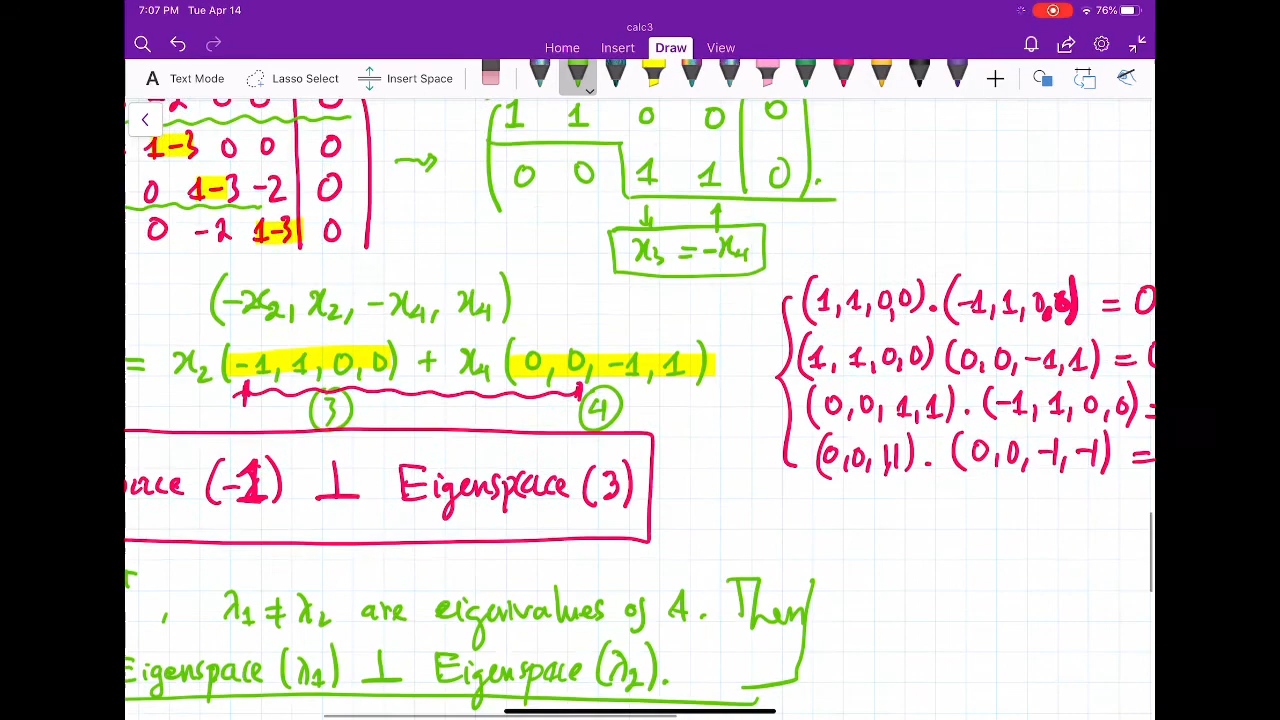 7:07 PM Tue Apr 14
76%
calc3
Home Insert Draw View
A Text Mode Lasso Select Insert Space
-2 0 0 0
1-3 0 0 0
0 1-3 -2 0
0 -2 1-3 0
→
1 1 0 0 0
0 0 1 1 0 .
x3 = -x4
(-x2, x2, -x4, x4)
= x2 (-1, 1, 0, 0) + x4 (0, 0, -1, 1)
3 4
(1,1,0,0) . (-1,1,0,0) = 0
(1,1,0,0) (0,0,-1,1) =
(0,0,1,1) . (-1,1,0,0) =
(0,0,1,1) . (0,0,-1,-1) =
pace (-1) ⊥ Eigenspace (3)
, λ1 ≠ λ2 are eigenvalues of A. Then
Eigenspace (λ1) ⊥ Eigenspace (λ2).